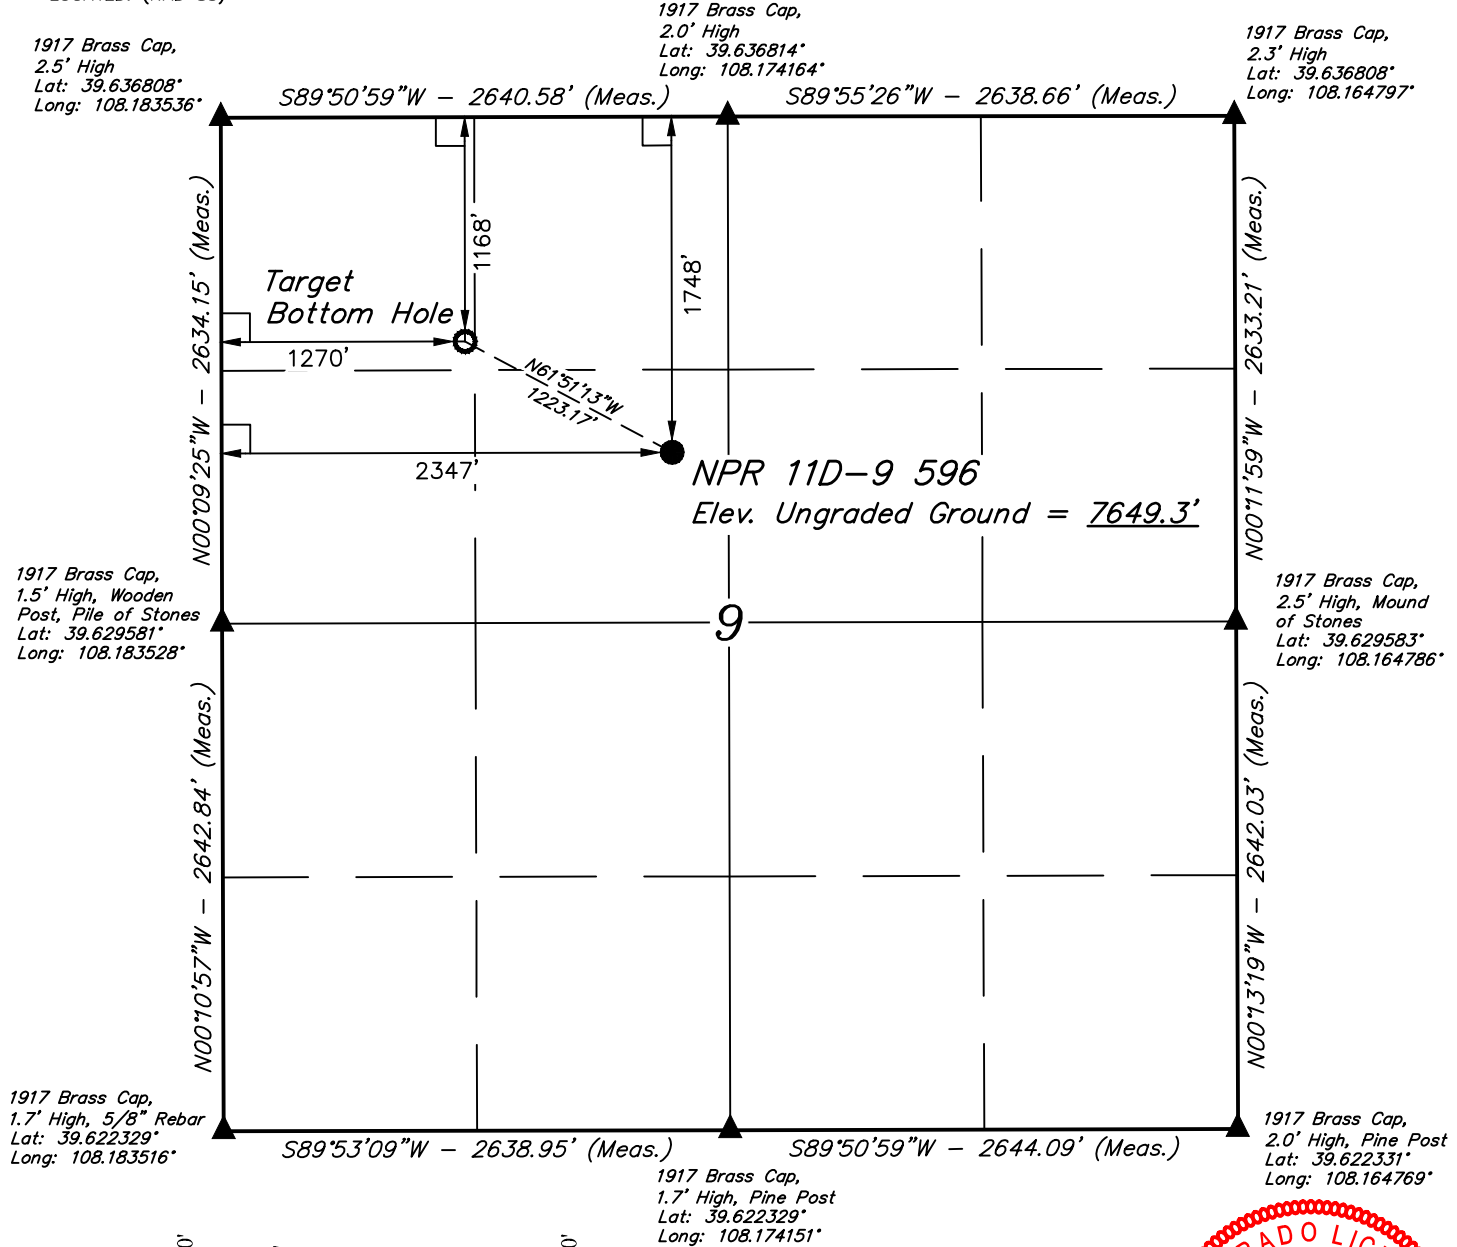 1917 Brass Cap,
2.0' High
Lat: 39.636814°
Long: 108.174164°
1917 Brass Cap,
2.5' High
Lat: 39.636808°
Long: 108.183536°
1917 Brass Cap,
2.3' High
Lat: 39.636808°
Long: 108.164797°
S89°50'59"W – 2640.58' (Meas.)
S89°55'26"W – 2638.66' (Meas.)
N00°09'25"W – 2634.15' (Meas.)
N00°11'59"W – 2633.21' (Meas.)
1168'
1748'
Target
Bottom Hole
1270'
N61°51'13"W
1223.17'
2347'
NPR 11D–9 596
Elev. Ungraded Ground = 7649.3'
1917 Brass Cap,
1.5' High, Wooden
Post, Pile of Stones
Lat: 39.629581°
Long: 108.183528°
9
1917 Brass Cap,
2.5' High, Mound
of Stones
Lat: 39.629583°
Long: 108.164786°
N00°10'57"W – 2642.84' (Meas.)
N00°13'19"W – 2642.03' (Meas.)
1917 Brass Cap,
1.7' High, 5/8" Rebar
Lat: 39.622329°
Long: 108.183516°
S89°53'09"W – 2638.95' (Meas.)
S89°50'59"W – 2644.09' (Meas.)
1917 Brass Cap,
2.0' High, Pine Post
Lat: 39.622331°
Long: 108.164769°
1917 Brass Cap,
1.7' High, Pine Post
Lat: 39.622329°
Long: 108.174151°
RADO LIC